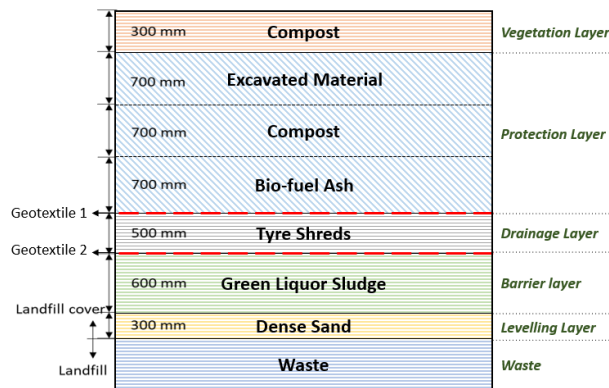 300 mm Compost Vegetation Layer
700 mm Excavated Material
700 mm Compost Protection Layer
700 mm Bio-fuel Ash
Geotextile 1
500 mm Tyre Shreds Drainage Layer
Geotextile 2
600 mm Green Liquor Sludge Barrier layer
Landfill cover
300 mm Dense Sand Levelling Layer
Landfill
Waste Waste